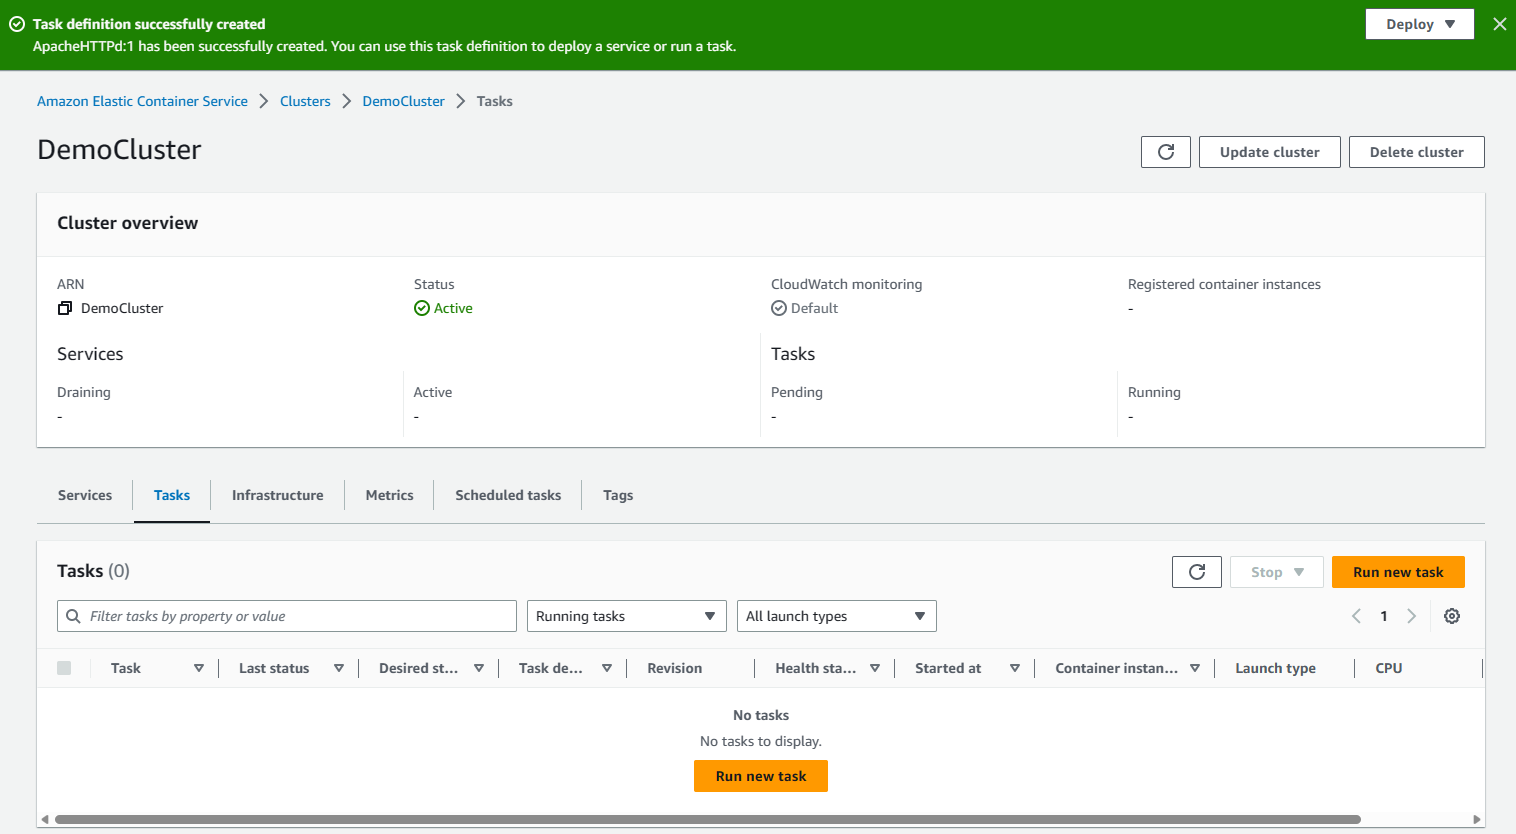 Task definition successfully created
Deploy
ApacheHTTPd:1 has been successfully created. You can use this task definition to deploy a service or run a task.
Amazon Elastic Container Service > Clusters > DemoCluster > Tasks
DemoCluster
Update cluster
Delete cluster
Cluster overview
ARN
Status
CloudWatch monitoring
Registered container instances
DemoCluster
Active
Default
-
Services
Tasks
Draining
Active
Pending
Running
-
-
-
-
Services
Tasks
Infrastructure
Metrics
Scheduled tasks
Tags
Tasks (0)
Stop
Run new task
Filter tasks by property or value
Running tasks
All launch types
1
Task
Last status
Desired st...
Task de...
Revision
Health sta...
Started at
Container instan...
Launch type
CPU
No tasks
No tasks to display.
Run new task